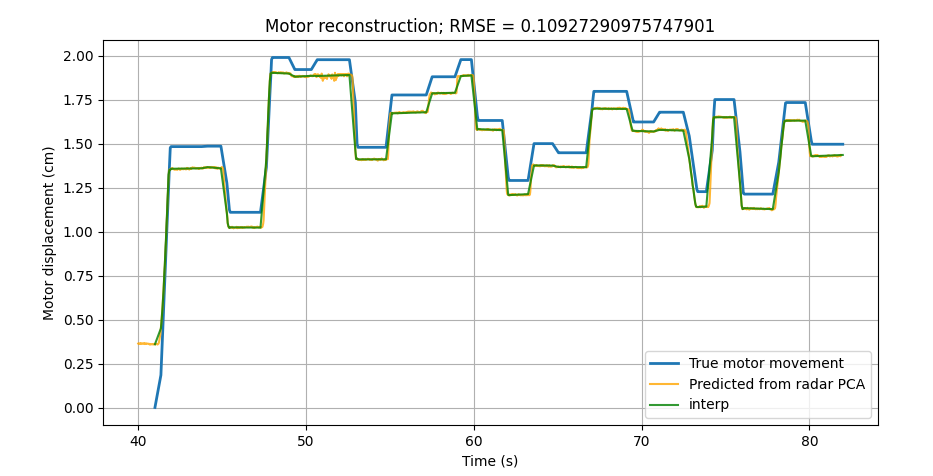 Motor reconstruction; RMSE = 0.10927290975747901
2.00
1.75
1.50
1.25
1.00
0.75
0.50
0.25
0.00
Motor displacement (cm)
40 50 60 70 80
Time (s)
True motor movement
Predicted from radar PCA
interp